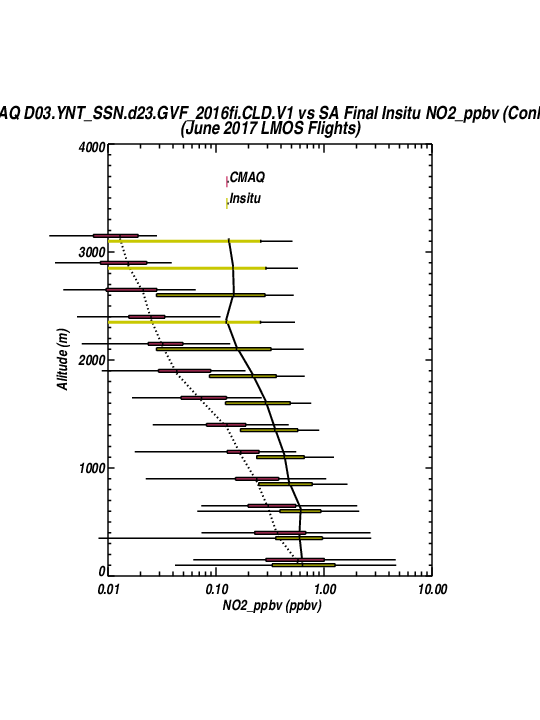 AQ D03.YNT_SSN.d23.GVF_2016fi.CLD.V1 vs SA Final Insitu NO2_ppbv (Conl
(June 2017 LMOS Flights)
4000
CMAQ
Insitu
3000
Altitude (m)
2000
1000
0
0.01 0.10 1.00 10.00
NO2_ppbv (ppbv)